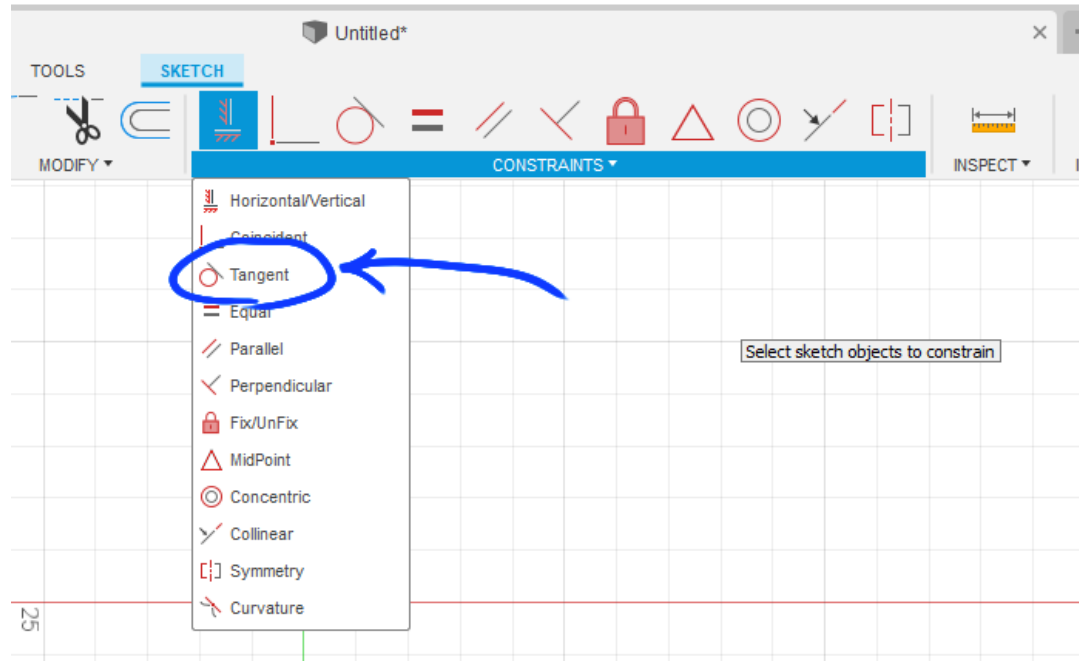 Untitled*
TOOLS SKETCH
MODIFY CONSTRAINTS INSPECT
Horizontal/Vertical
Coincident
Tangent
Equal
Parallel
Select sketch objects to constrain
Perpendicular
Fix/UnFix
MidPoint
Concentric
Collinear
Symmetry
Curvature
25